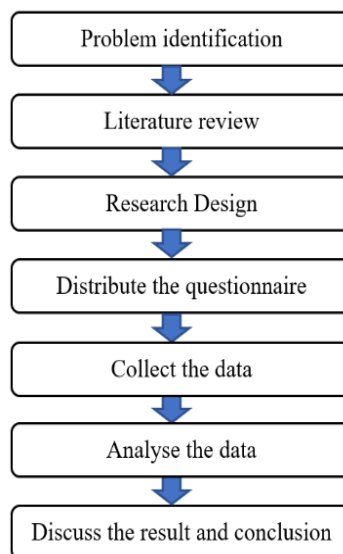 Problem identification
Literature review
Research Design
Distribute the questionnaire
Collect the data
Analyse the data
Discuss the result and conclusion